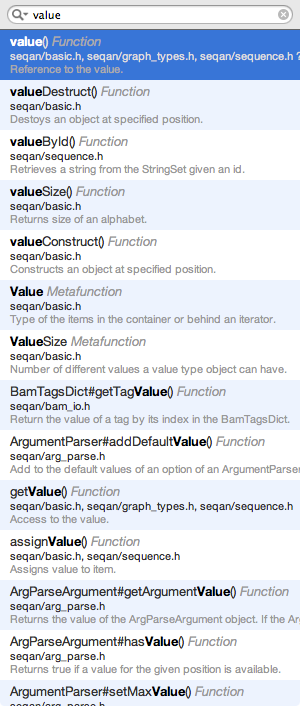 value
value() Function
seqan/basic.h, seqan/graph_types.h, seqan/sequence.h ?
Reference to the value.
valueDestruct() Function
seqan/basic.h
Destoys an object at specified position.
valueById() Function
seqan/sequence.h
Retrieves a string from the StringSet given an id.
valueSize() Function
seqan/basic.h
Returns size of an alphabet.
valueConstruct() Function
seqan/basic.h
Constructs an object at specified position.
Value Metafunction
seqan/basic.h
Type of the items in the container or behind an iterator.
ValueSize Metafunction
seqan/basic.h
Number of different values a value type object can have.
BamTagsDict#getTagValue() Function
seqan/bam_io.h
Return the value of a tag by its index in the BamTagsDict.
ArgumentParser#addDefaultValue() Function
seqan/arg_parse.h
Add to the default values of an option of an ArgumentParser
getValue() Function
seqan/basic.h, seqan/graph_types.h, seqan/sequence.h
Access to the value.
assignValue() Function
seqan/basic.h, seqan/sequence.h
Assigns value to item.
ArgParseArgument#getArgumentValue() Function
seqan/arg_parse.h
Returns the value of the ArgParseArgument object. If the Ar
ArgParseArgument#hasValue() Function
seqan/arg_parse.h
Returns true if a value for the given position is available.
ArgumentParser#setMaxValue() Function
seqan/arg_parse.h